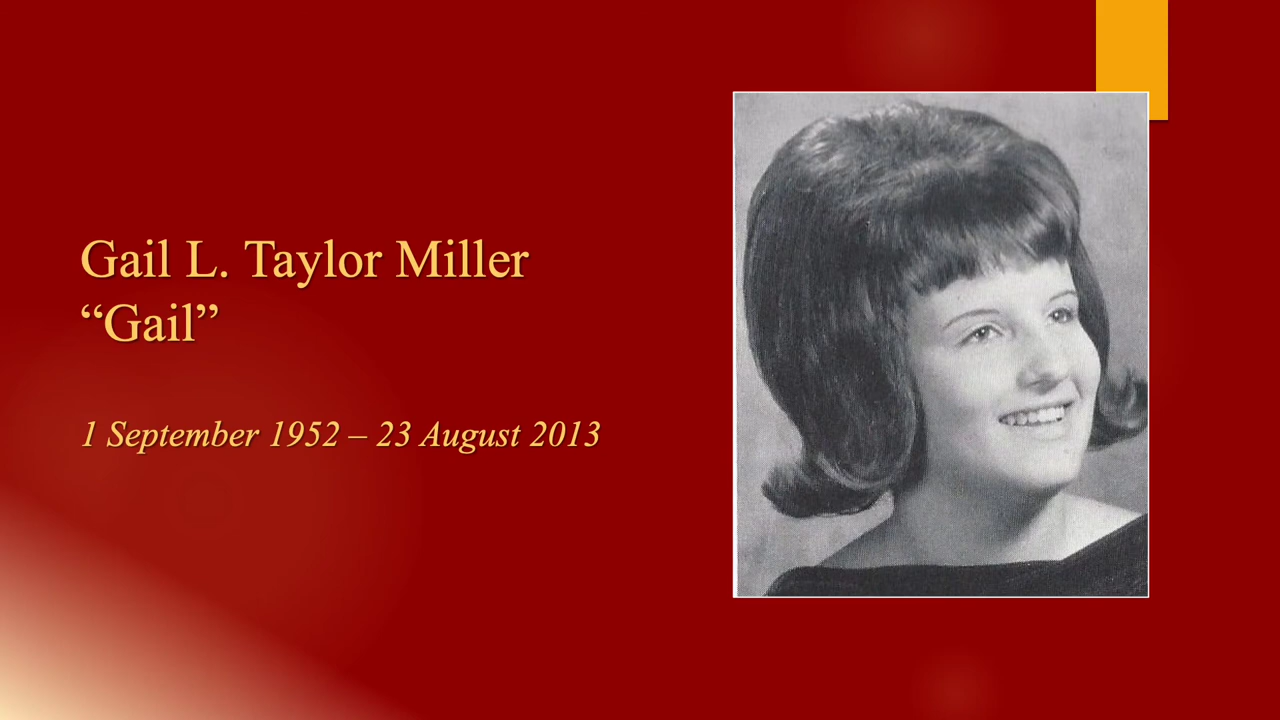 Gail L. Taylor Miller
“Gail”
1 September 1952 – 23 August 2013